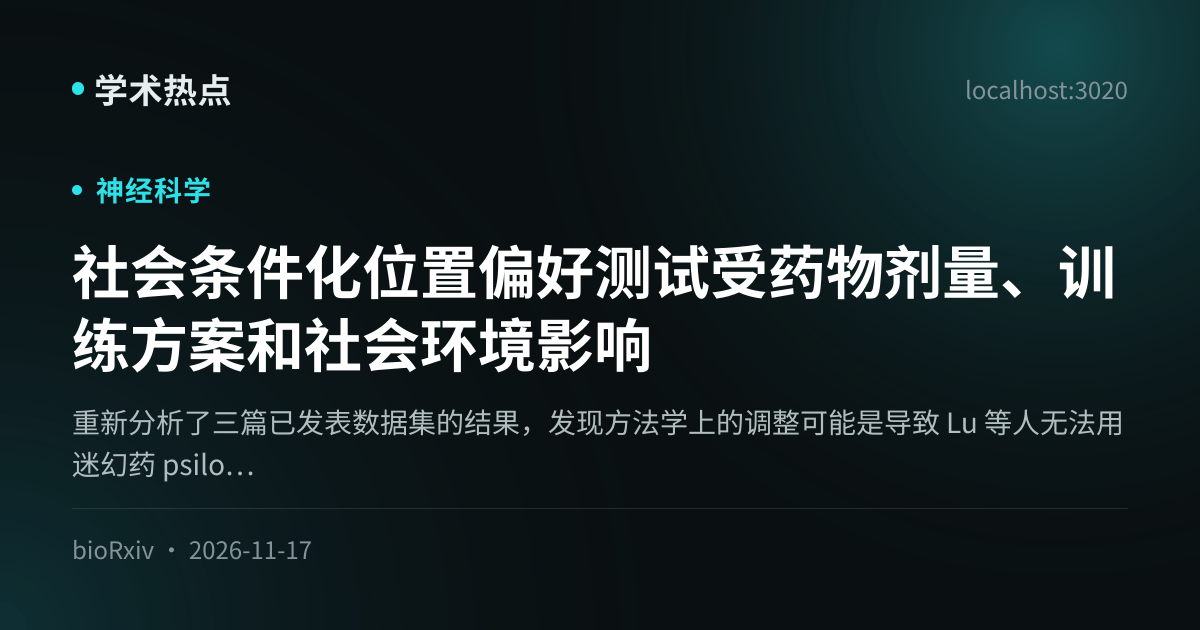 学术热点
localhost:3020
神经科学
社会条件化位置偏好测试受药物剂量、训
练方案和社会环境影响
重新分析了三篇已发表数据集的结果，发现方法学上的调整可能是导致 Lu 等人无法用
迷幻药 psilo…
bioRxiv • 2026-11-17